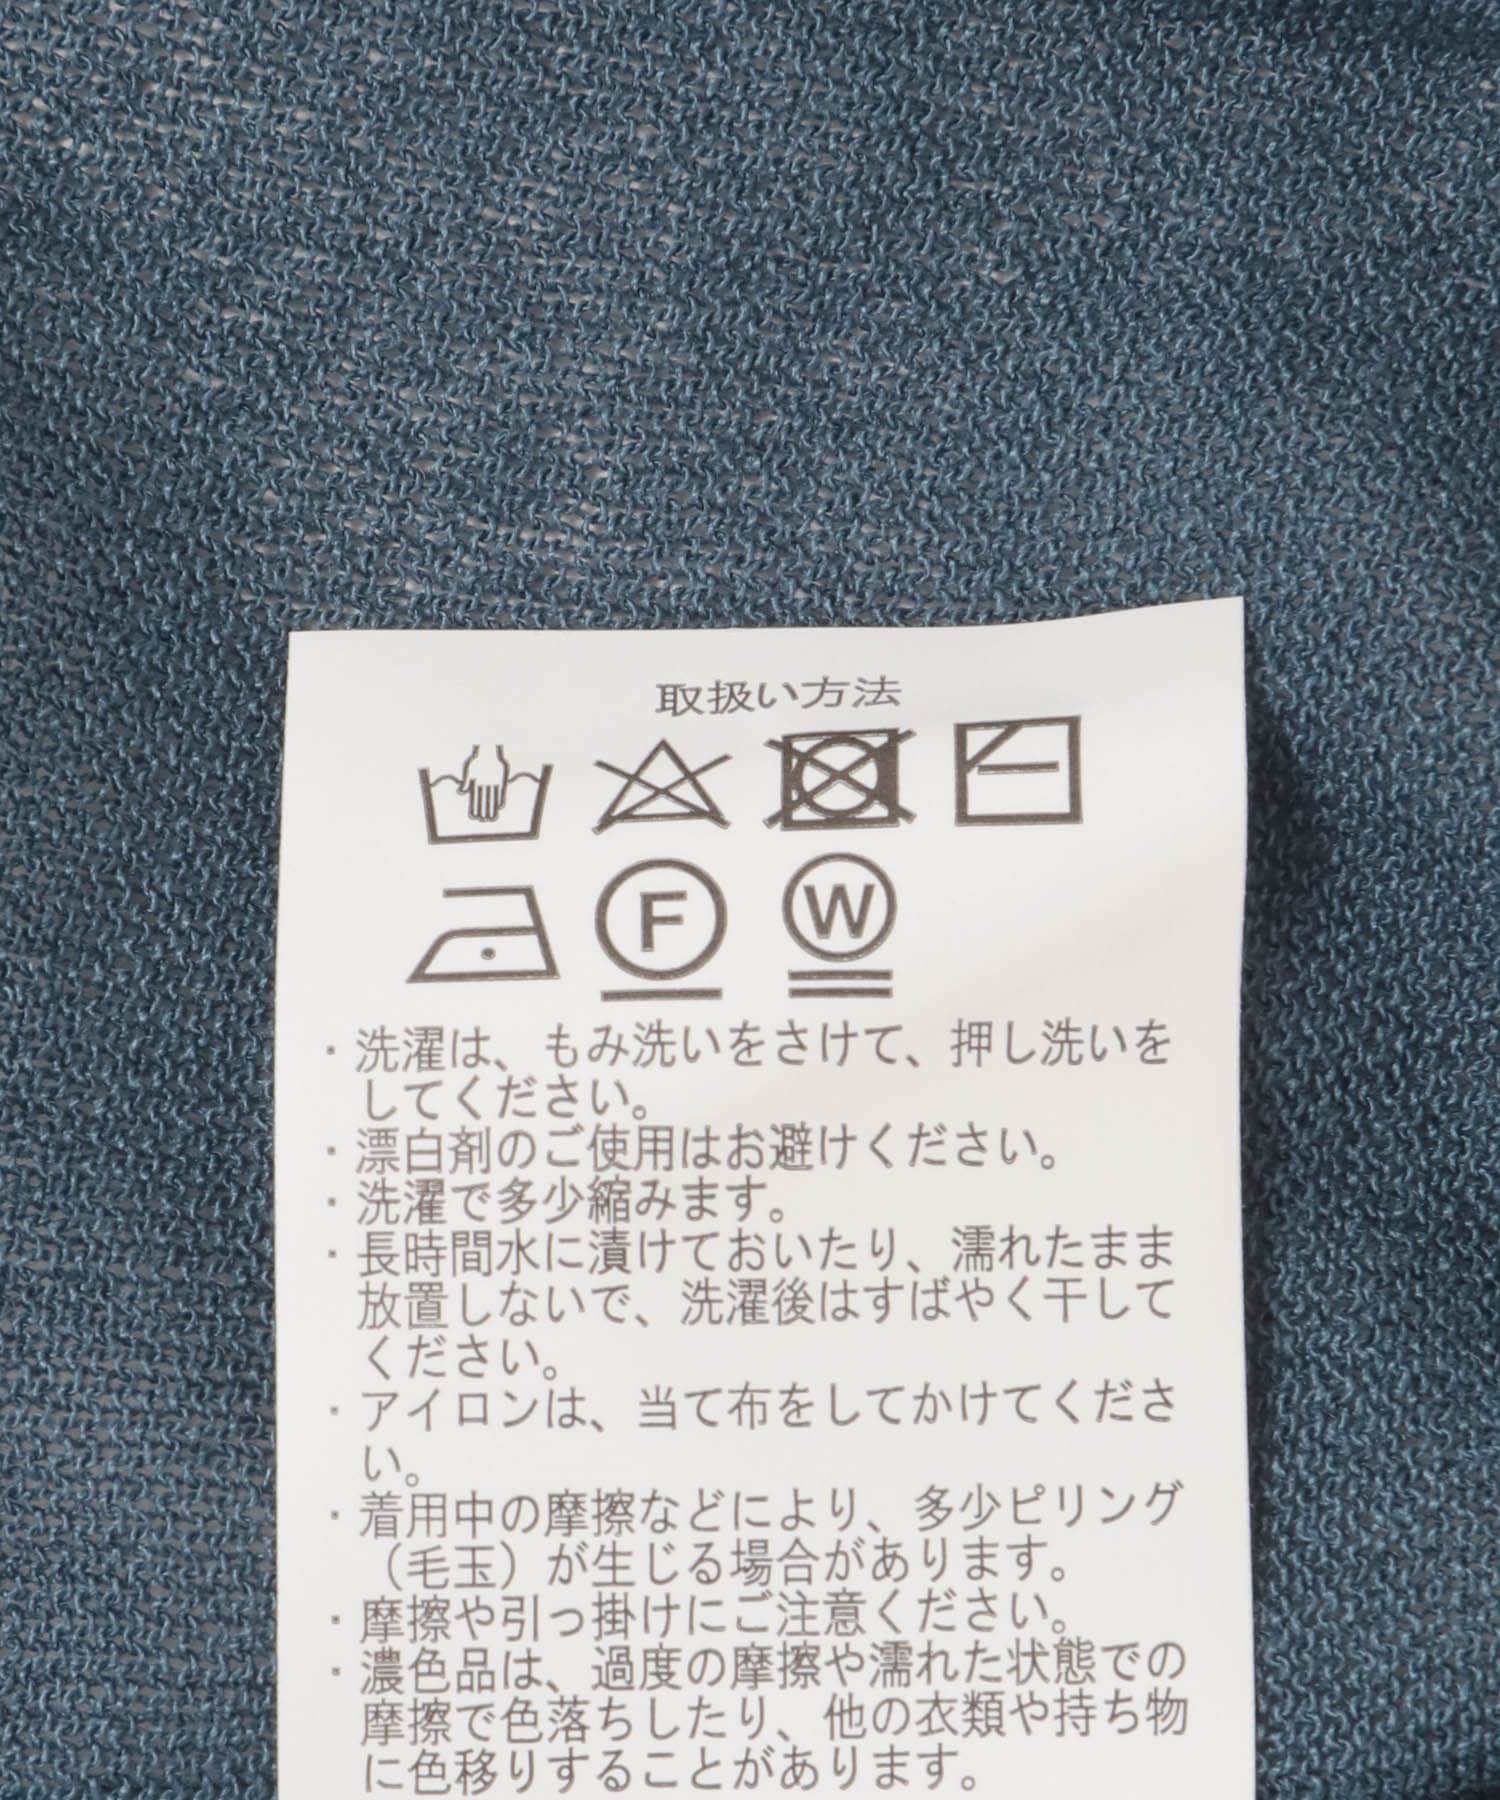 取扱い方法
F W
・洗濯は、もみ洗いをさけて、押し洗いを
してください。
・漂白剤のご使用はお避けください。
・洗濯で多少縮みます。
・長時間水に漬けておいたり、濡れたまま
放置しないで、洗濯後はすばやく干して
ください。
・アイロンは、当て布をしてかけてくださ
い。
・着用中の摩擦などにより、多少ピリング
（毛玉）が生じる場合があります。
・摩擦や引っ掛けにご注意ください。
・濃色品は、過度の摩擦や濡れた状態での
摩擦で色落ちしたり、他の衣類や持ち物
に色移りすることがあります。